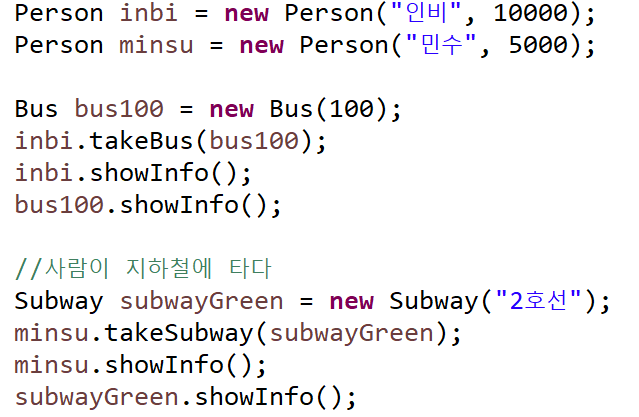 Person inbi = new Person("인비", 10000);
Person minsu = new Person("민수", 5000);
Bus bus100 = new Bus(100);
inbi.takeBus(bus100);
inbi.showInfo();
bus100.showInfo();
//사람이 지하철에 타다
Subway subwayGreen = new Subway("2호선");
minsu.takeSubway(subwayGreen);
minsu.showInfo();
subwayGreen.showInfo();